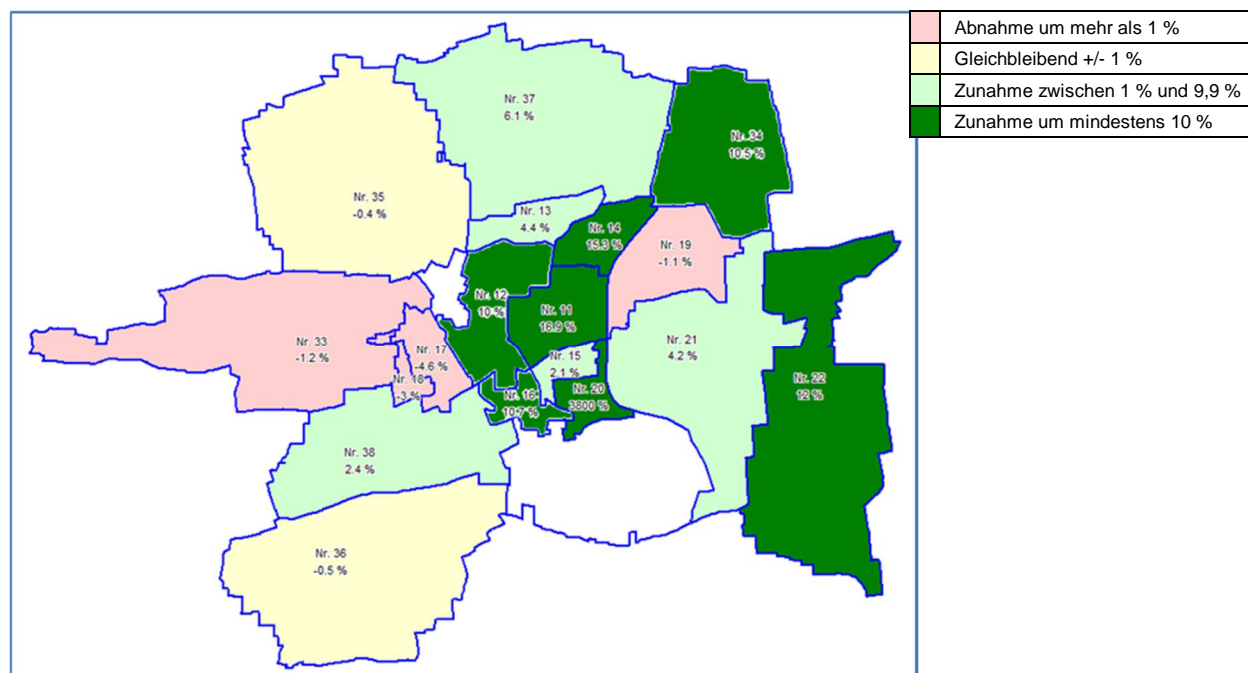 Abnahme um mehr als 1 %
Gleichbleibend +/- 1 %
Zunahme zwischen 1 % und 9,9 %
Zunahme um mindestens 10 %
Nr. 37
6.1 %
Nr. 34
10.5 %
Nr. 35
-0.4 %
Nr. 13
4.4 %
Nr. 14
15.3 %
Nr. 19
-1.1 %
Nr. 12
10 %
Nr. 11
16.9 %
Nr. 33
-1.2 %
Nr. 17
-4.6 %
Nr. 15
2.1 %
Nr. 21
4.2 %
Nr. 18
-3 %
Nr. 16
10.7 %
Nr. 20
3800 %
Nr. 22
12 %
Nr. 38
2.4 %
Nr. 36
-0.5 %